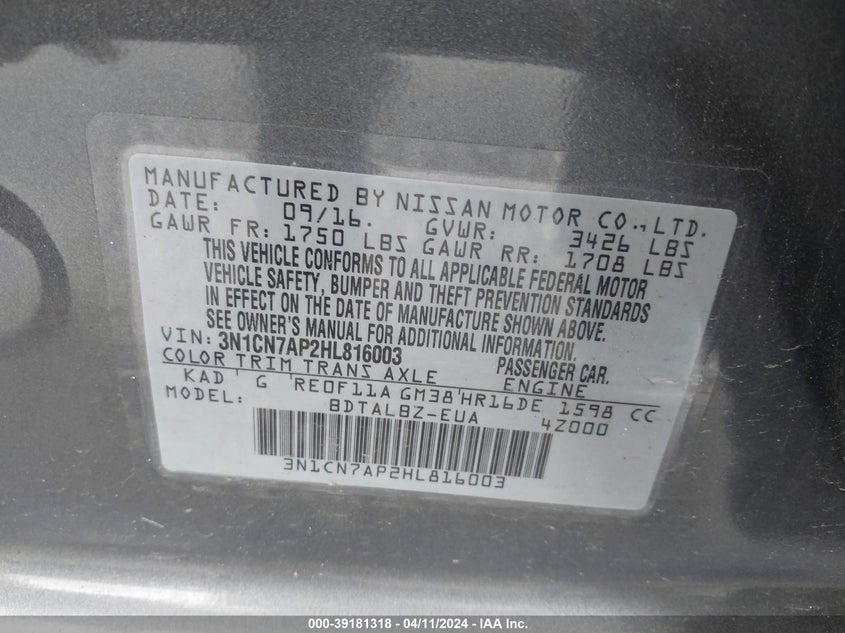 MANUFACTURED BY NISSAN MOTOR CO., LTD.
DATE: 09/16. GVWR: 3426 LBS
GAWR FR: 1750 LBS GAWR RR: 1708 LBS
THIS VEHICLE CONFORMS TO ALL APPLICABLE FEDERAL MOTOR
VEHICLE SAFETY, BUMPER AND THEFT PREVENTION STANDARDS
IN EFFECT ON THE DATE OF MANUFACTURE SHOWN ABOVE.
SEE OWNER'S MANUAL FOR ADDITIONAL INFORMATION.
VIN: 3N1CN7AP2HL816003 PASSENGER CAR.
COLOR TRIM TRANS AXLE ENGINE
KAD ' G 'RE0F11A GM38'HR16DE 1598 CC
MODEL: BDTALBZ-EUA 4Z000
3N1CN7AP2HL816003
000-39181318 - 04/11/2024 - IAA Inc.